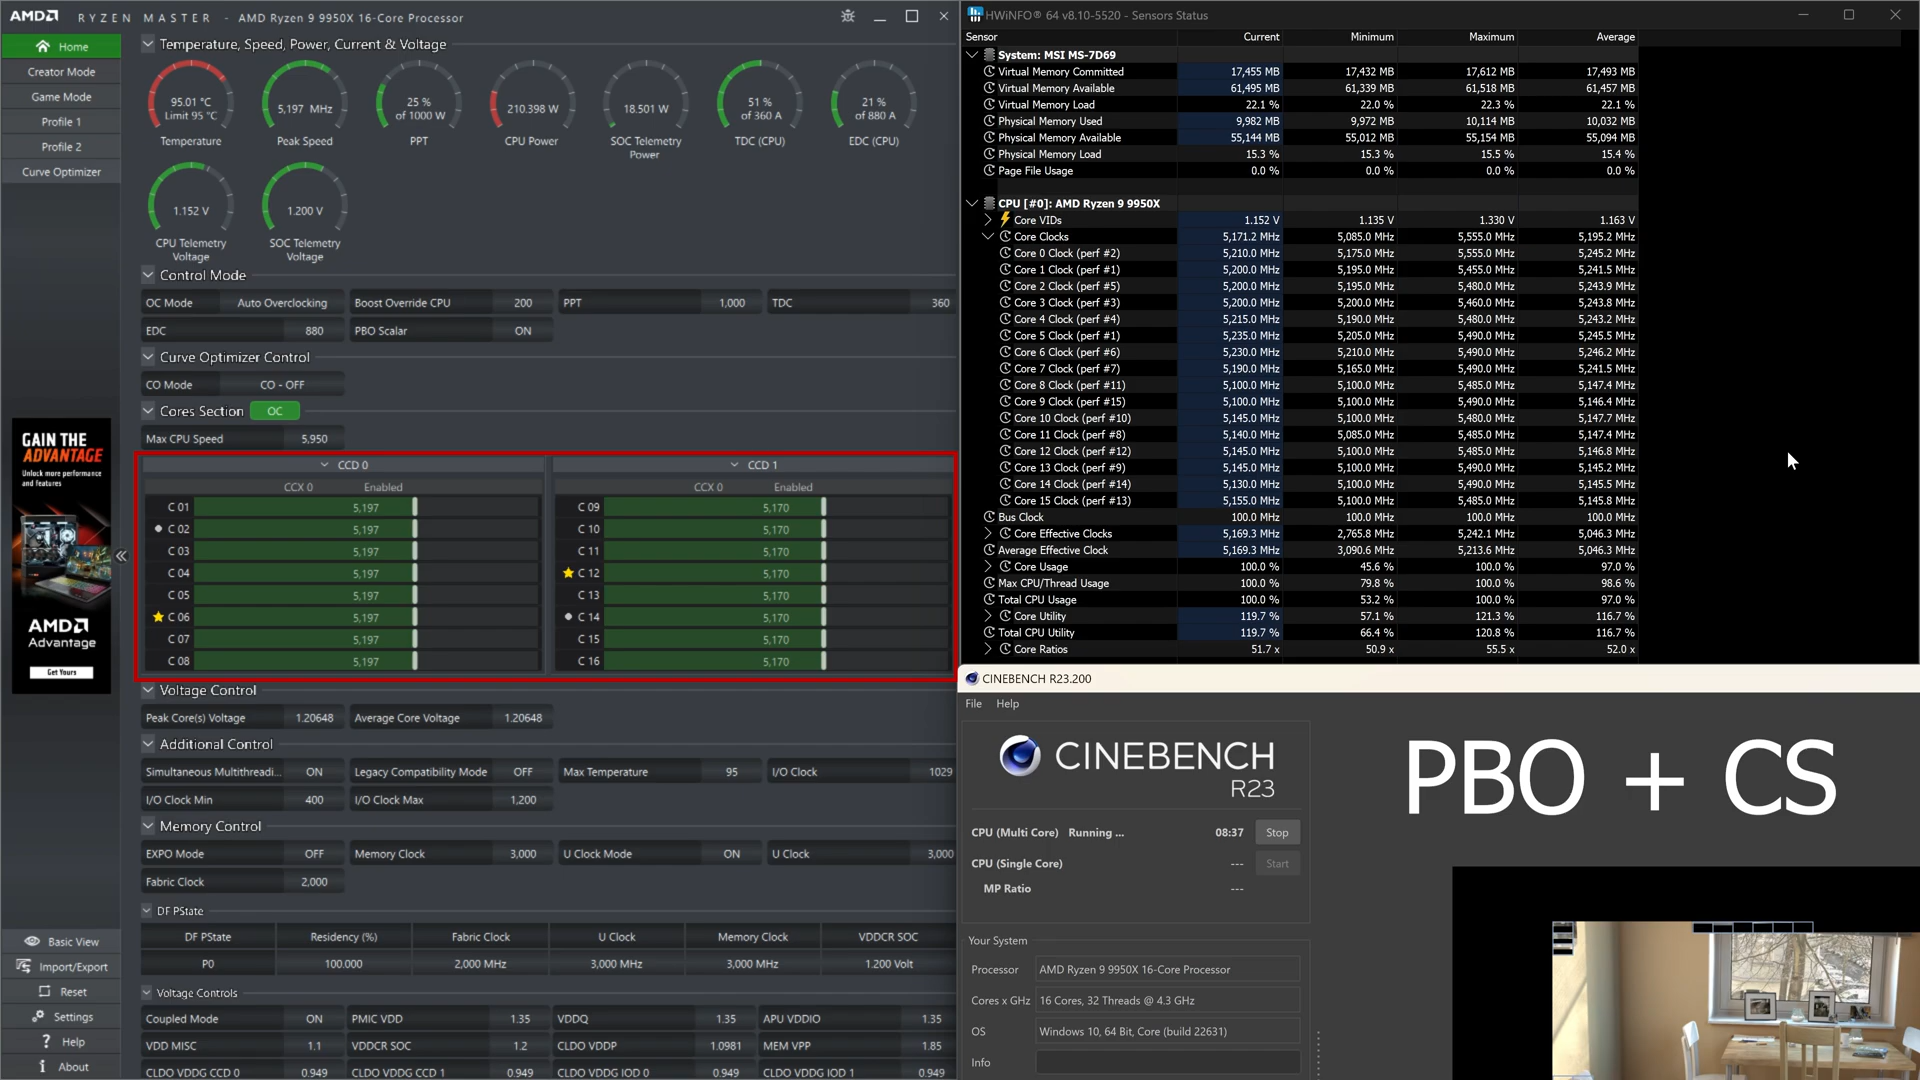 AMD RYZEN MASTER - AMD Ryzen 9 9950X 16-Core Processor
Home
Creator Mode
Game Mode
Profile 1
Profile 2
Curve Optimizer
GAIN THE
ADVANTAGE
Unlock more performance
and features
AMD
Advantage
Get Yours
Basic View
Import/Export
Reset
Settings
Help
About
Temperature, Speed, Power, Current & Voltage
95.01 °C
Limit 95 °C
Temperature
5,197 MHz
Peak Speed
25 %
of 1000 W
PPT
210.398 W
CPU Power
18.501 W
SOC Telemetry
Power
51 %
of 360 A
TDC (CPU)
21 %
of 880 A
EDC (CPU)
1.152 V
CPU Telemetry
Voltage
1.200 V
SOC Telemetry
Voltage
Control Mode
OC Mode Auto Overclocking Boost Override CPU 200 PPT 1,000 TDC 360
EDC 880 PBO Scalar ON
Curve Optimizer Control
CO Mode CO - OFF
Cores Section OC
Max CPU Speed 5,950
CCD 0 CCD 1
CCX 0 Enabled CCX 0 Enabled
C 01 5,197 C 09 5,170
C 02 5,197 C 10 5,170
C 03 5,197 C 11 5,170
C 04 5,197 C 12 5,170
C 05 5,197 C 13 5,170
C 06 5,197 C 14 5,170
C 07 5,197 C 15 5,170
C 08 5,197 C 16 5,170
Voltage Control
Peak Core(s) Voltage 1.20648 Average Core Voltage 1.20648
Additional Control
Simultaneous Multithreadi... ON Legacy Compatibility Mode OFF Max Temperature 95 I/O Clock 1029
I/O Clock Min 400 I/O Clock Max 1,200
Memory Control
EXPO Mode OFF Memory Clock 3,000 U Clock Mode ON U Clock 3,000
Fabric Clock 2,000
DF PState
DF PState Residency (%) Fabric Clock U Clock Memory Clock VDDCR SOC
P0 100.000 2,000 MHz 3,000 MHz 3,000 MHz 1.200 Volt
Voltage Controls
Coupled Mode ON PMIC VDD 1.35 VDDQ 1.35 APU VDDIO 1.35
VDD MISC 1.1 VDDCR SOC 1.2 CLDO VDDP 1.0981 MEM VPP 1.85
CLDO VDDG CCD 0 0.949 CLDO VDDG CCD 1 0.949 CLDO VDDG IOD 0 0.949 CLDO VDDG IOD 1 0.949
HWiNFO® 64 v8.10-5520 - Sensors Status
Sensor Current Minimum Maximum Average
System: MSI MS-7D69
Virtual Memory Committed 17,455 MB 17,432 MB 17,612 MB 17,493 MB
Virtual Memory Available 61,495 MB 61,339 MB 61,518 MB 61,457 MB
Virtual Memory Load 22.1 % 22.0 % 22.3 % 22.1 %
Physical Memory Used 9,982 MB 9,972 MB 10,114 MB 10,032 MB
Physical Memory Available 55,144 MB 55,012 MB 55,154 MB 55,094 MB
Physical Memory Load 15.3 % 15.3 % 15.5 % 15.4 %
Page File Usage 0.0 % 0.0 % 0.0 % 0.0 %
CPU [#0]: AMD Ryzen 9 9950X
Core VIDs 1.152 V 1.135 V 1.330 V 1.163 V
Core Clocks 5,171.2 MHz 5,085.0 MHz 5,555.0 MHz 5,195.2 MHz
Core 0 Clock (perf #2) 5,210.0 MHz 5,175.0 MHz 5,555.0 MHz 5,245.2 MHz
Core 1 Clock (perf #1) 5,200.0 MHz 5,195.0 MHz 5,455.0 MHz 5,241.5 MHz
Core 2 Clock (perf #5) 5,200.0 MHz 5,195.0 MHz 5,480.0 MHz 5,243.9 MHz
Core 3 Clock (perf #3) 5,200.0 MHz 5,200.0 MHz 5,460.0 MHz 5,243.8 MHz
Core 4 Clock (perf #4) 5,215.0 MHz 5,190.0 MHz 5,480.0 MHz 5,243.2 MHz
Core 5 Clock (perf #1) 5,235.0 MHz 5,205.0 MHz 5,490.0 MHz 5,245.5 MHz
Core 6 Clock (perf #6) 5,230.0 MHz 5,210.0 MHz 5,490.0 MHz 5,246.2 MHz
Core 7 Clock (perf #7) 5,190.0 MHz 5,165.0 MHz 5,490.0 MHz 5,241.5 MHz
Core 8 Clock (perf #11) 5,100.0 MHz 5,100.0 MHz 5,485.0 MHz 5,147.4 MHz
Core 9 Clock (perf #15) 5,100.0 MHz 5,100.0 MHz 5,490.0 MHz 5,146.4 MHz
Core 10 Clock (perf #10) 5,145.0 MHz 5,100.0 MHz 5,480.0 MHz 5,147.7 MHz
Core 11 Clock (perf #8) 5,140.0 MHz 5,085.0 MHz 5,485.0 MHz 5,147.4 MHz
Core 12 Clock (perf #12) 5,145.0 MHz 5,100.0 MHz 5,485.0 MHz 5,146.8 MHz
Core 13 Clock (perf #9) 5,145.0 MHz 5,100.0 MHz 5,490.0 MHz 5,145.2 MHz
Core 14 Clock (perf #14) 5,130.0 MHz 5,100.0 MHz 5,490.0 MHz 5,145.5 MHz
Core 15 Clock (perf #13) 5,155.0 MHz 5,100.0 MHz 5,485.0 MHz 5,145.8 MHz
Bus Clock 100.0 MHz 100.0 MHz 100.0 MHz 100.0 MHz
Core Effective Clocks 5,169.3 MHz 2,765.8 MHz 5,242.1 MHz 5,046.3 MHz
Average Effective Clock 5,169.3 MHz 3,090.6 MHz 5,213.6 MHz 5,046.3 MHz
Core Usage 100.0 % 45.6 % 100.0 % 97.0 %
Max CPU/Thread Usage 100.0 % 79.8 % 100.0 % 98.6 %
Total CPU Usage 100.0 % 53.2 % 100.0 % 97.0 %
Core Utility 119.7 % 57.1 % 121.3 % 116.7 %
Total CPU Utility 119.7 % 66.4 % 120.8 % 116.7 %
Core Ratios 51.7 x 50.9 x 55.5 x 52.0 x
CINEBENCH R23.200
File Help
CINEBENCH
R23
CPU (Multi Core) Running ... 08:37 Stop
CPU (Single Core) --- Start
MP Ratio ---
Your System
Processor AMD Ryzen 9 9950X 16-Core Processor
Cores x GHz 16 Cores, 32 Threads @ 4.3 GHz
OS Windows 10, 64 Bit, Core (build 22631)
Info
PBO + CS